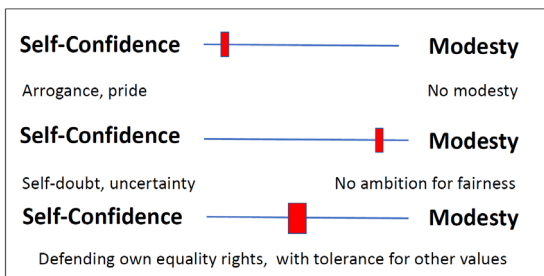 Self-Confidence Modesty
Arrogance, pride No modesty
Self-Confidence Modesty
Self-doubt, uncertainty No ambition for fairness
Self-Confidence Modesty
Defending own equality rights, with tolerance for other values